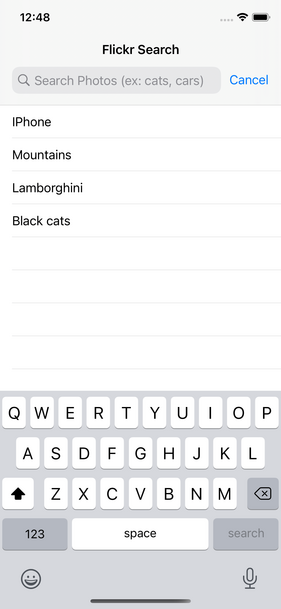 12:48
Flickr Search
Search Photos (ex: cats, cars) Cancel
IPhone
Mountains
Lamborghini
Black cats
Q W E R T Y U I O P
A S D F G H J K L
Z X C V B N M
123 space search